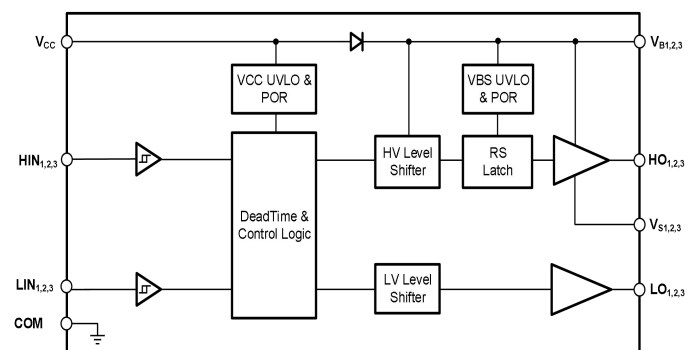 VCC
VB1,2,3
VCC UVLO &
POR
VBS UVLO
& POR
HIN1,2,3
HV Level
Shifter
RS
Latch
HO1,2,3
DeadTime &
Control Logic
VS1,2,3
LIN1,2,3
LV Level
Shifter
LO1,2,3
COM